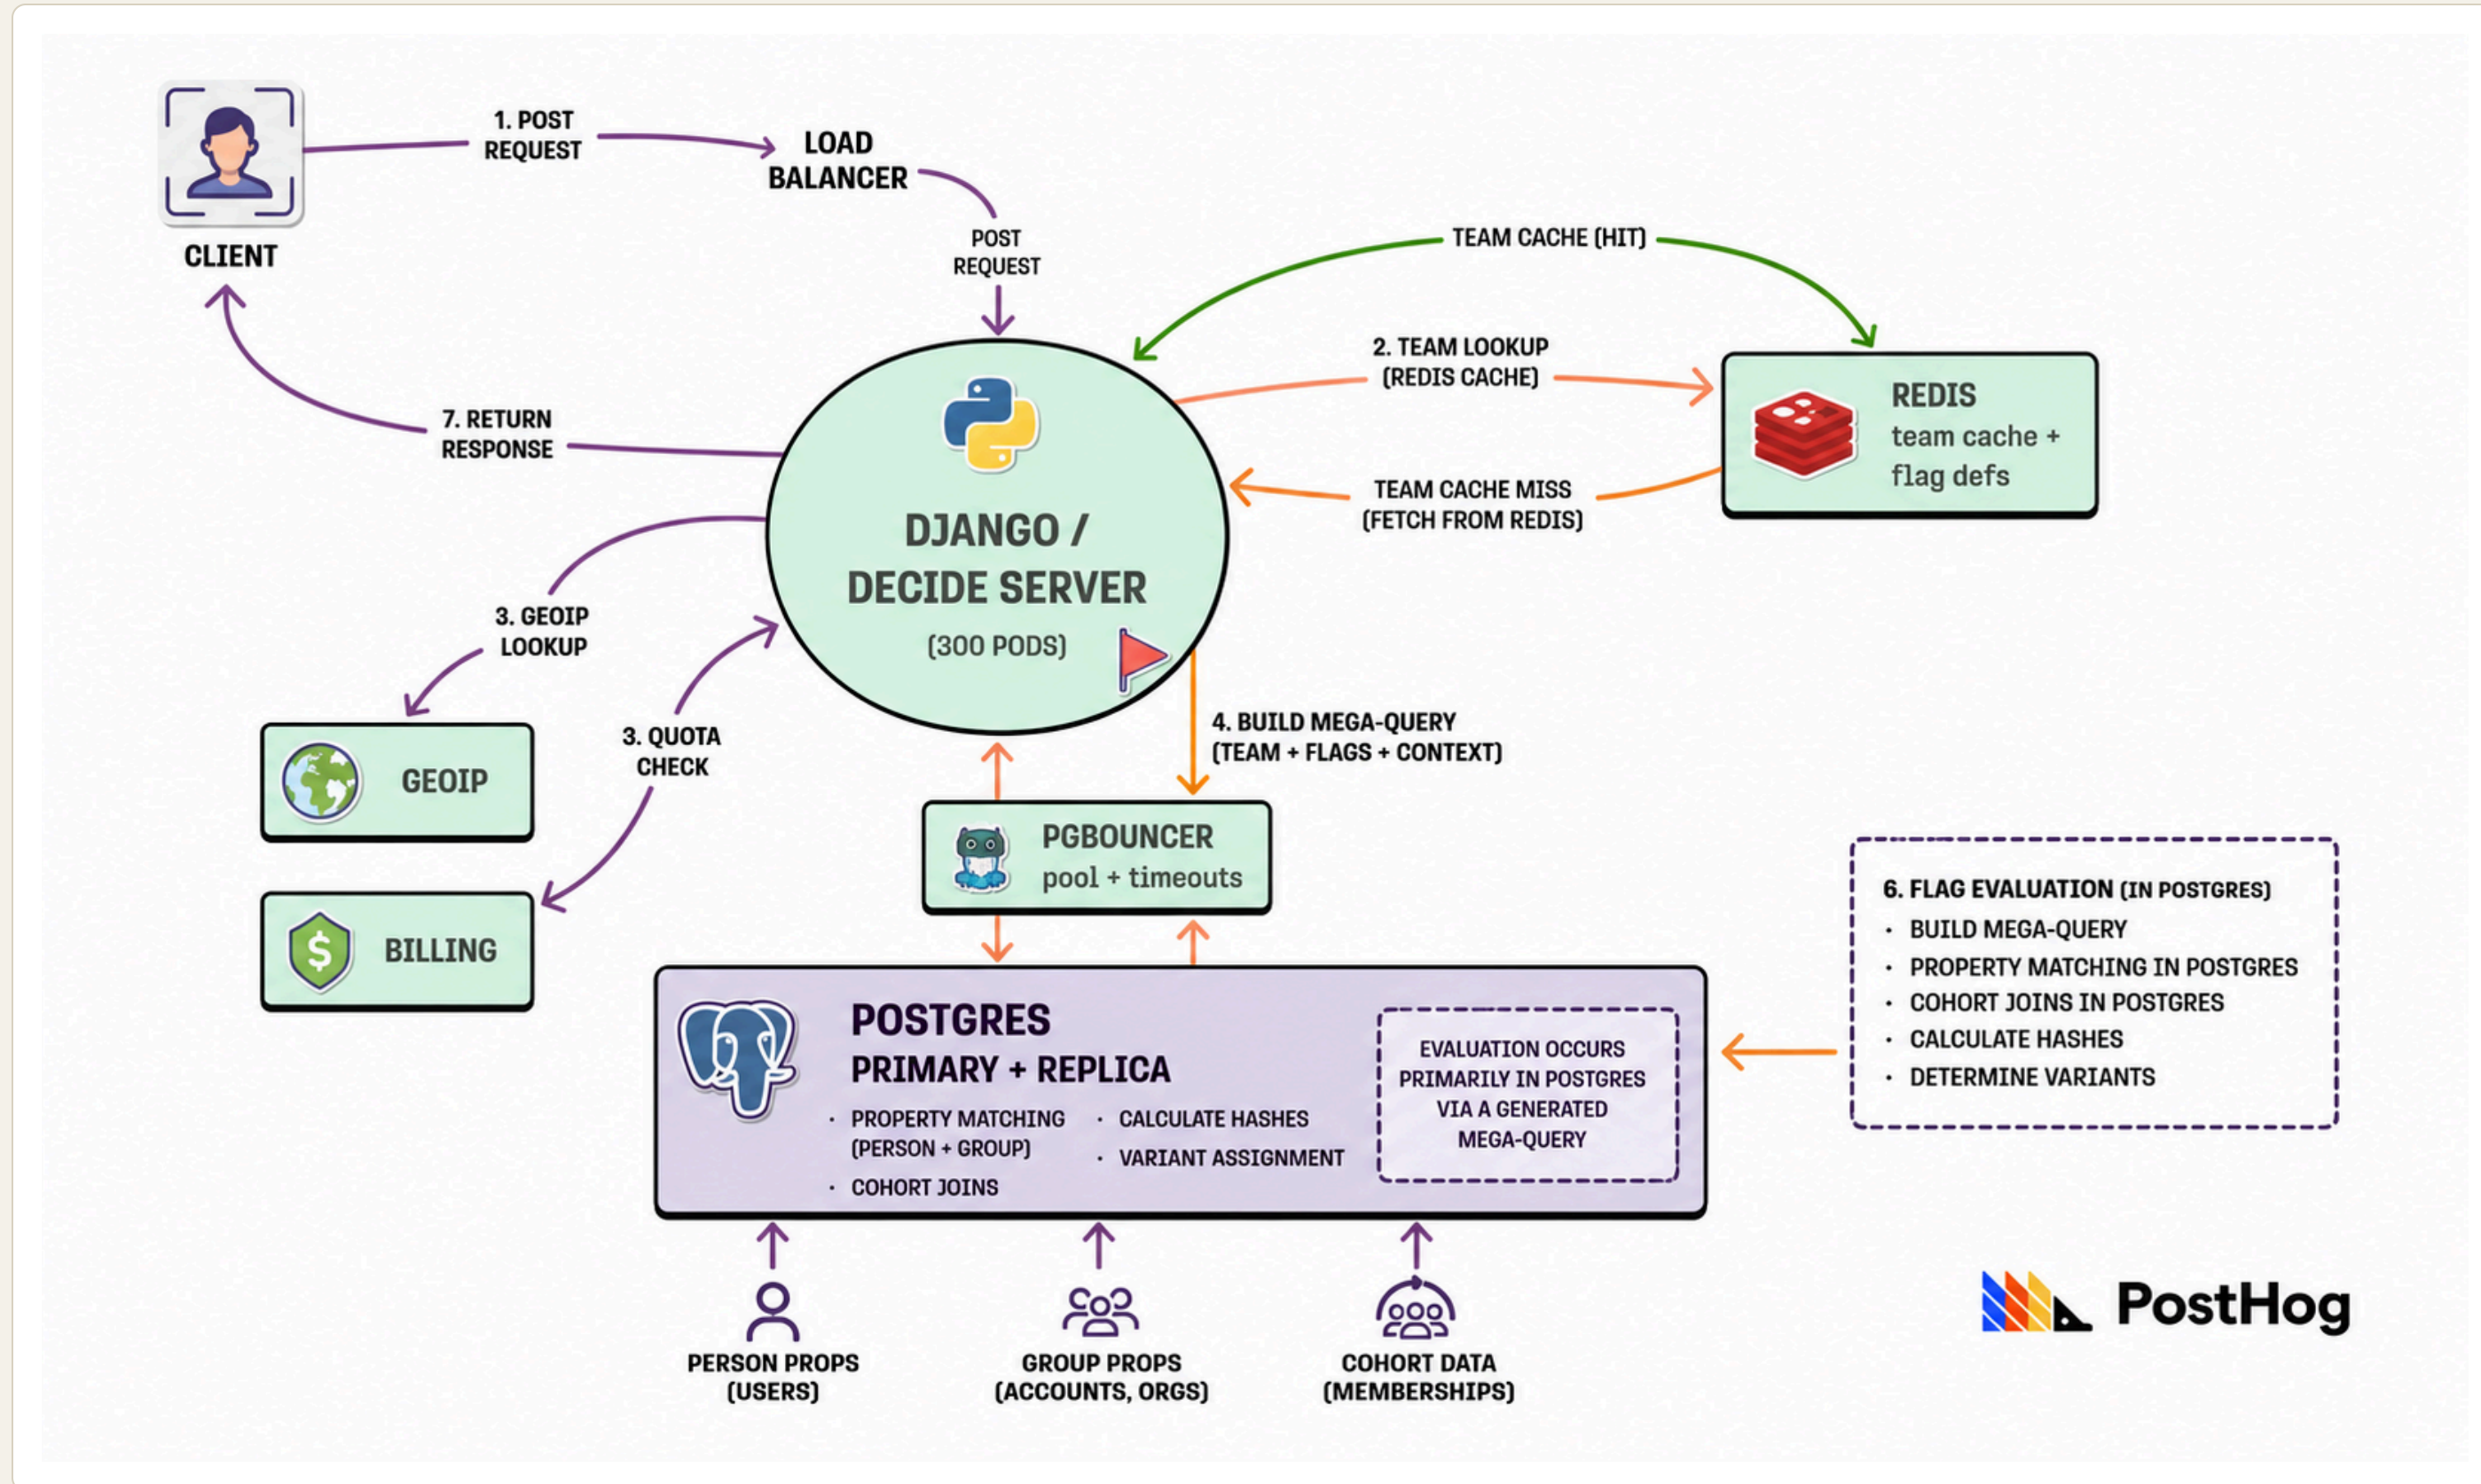 1. POST
REQUEST
LOAD
BALANCER
CLIENT
POST
REQUEST
TEAM CACHE (HIT)
2. TEAM LOOKUP
(REDIS CACHE)
REDIS
team cache +
flag defs
TEAM CACHE MISS
(FETCH FROM REDIS)
7. RETURN
RESPONSE
DJANGO /
DECIDE SERVER
(300 PODS)
3. GEOIP
LOOKUP
3. QUOTA
CHECK
GEOIP
BILLING
$
4. BUILD MEGA-QUERY
(TEAM + FLAGS + CONTEXT)
PGBOUNCER
pool + timeouts
POSTGRES
PRIMARY + REPLICA
· PROPERTY MATCHING
(PERSON + GROUP)
· COHORT JOINS
· CALCULATE HASHES
· VARIANT ASSIGNMENT
EVALUATION OCCURS
PRIMARILY IN POSTGRES
VIA A GENERATED
MEGA-QUERY
6. FLAG EVALUATION (IN POSTGRES)
· BUILD MEGA-QUERY
· PROPERTY MATCHING IN POSTGRES
· COHORT JOINS IN POSTGRES
· CALCULATE HASHES
· DETERMINE VARIANTS
PERSON PROPS
(USERS)
GROUP PROPS
(ACCOUNTS, ORGS)
COHORT DATA
(MEMBERSHIPS)
PostHog